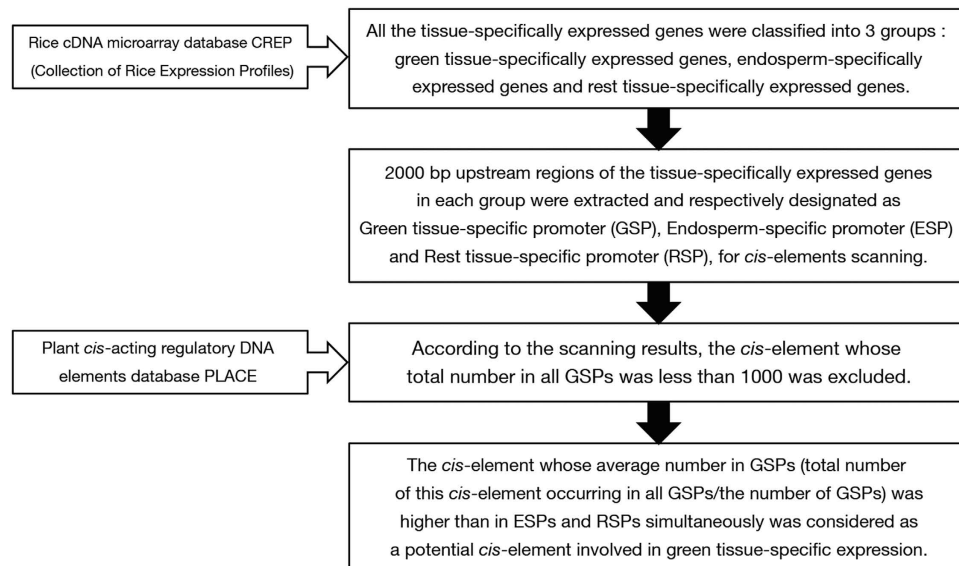 Rice cDNA microarray database CREP
(Collection of Rice Expression Profiles)
All the tissue-specifically expressed genes were classified into 3 groups :
green tissue-specifically expressed genes, endosperm-specifically
expressed genes and rest tissue-specifically expressed genes.
2000 bp upstream regions of the tissue-specifically expressed genes
in each group were extracted and respectively designated as
Green tissue-specific promoter (GSP), Endosperm-specific promoter (ESP)
and Rest tissue-specific promoter (RSP), for cis-elements scanning.
Plant cis-acting regulatory DNA
elements database PLACE
According to the scanning results, the cis-element whose
total number in all GSPs was less than 1000 was excluded.
The cis-element whose average number in GSPs (total number
of this cis-element occurring in all GSPs/the number of GSPs) was
higher than in ESPs and RSPs simultaneously was considered as
a potential cis-element involved in green tissue-specific expression.